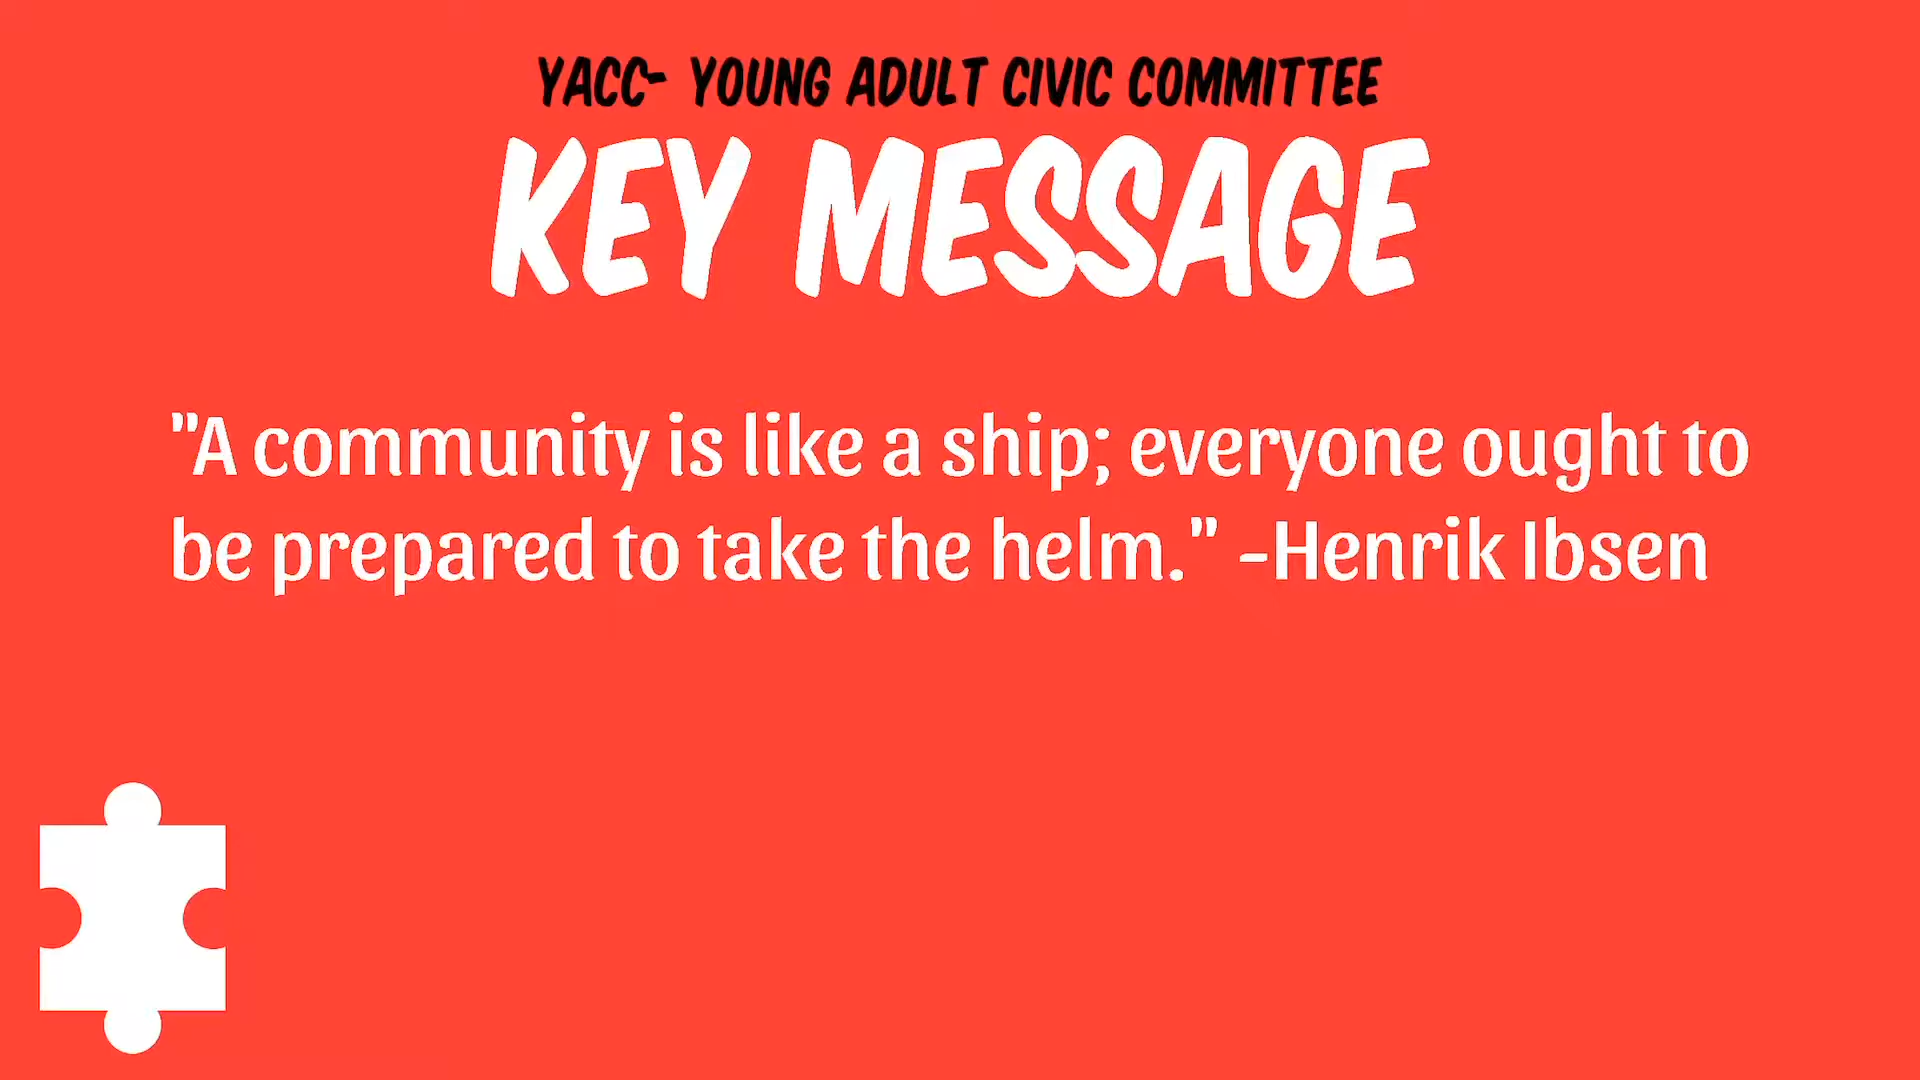 YACC- YOUNG ADULT CIVIC COMMITTEE
KEY MESSAGE
"A community is like a ship; everyone ought to
be prepared to take the helm." -Henrik Ibsen